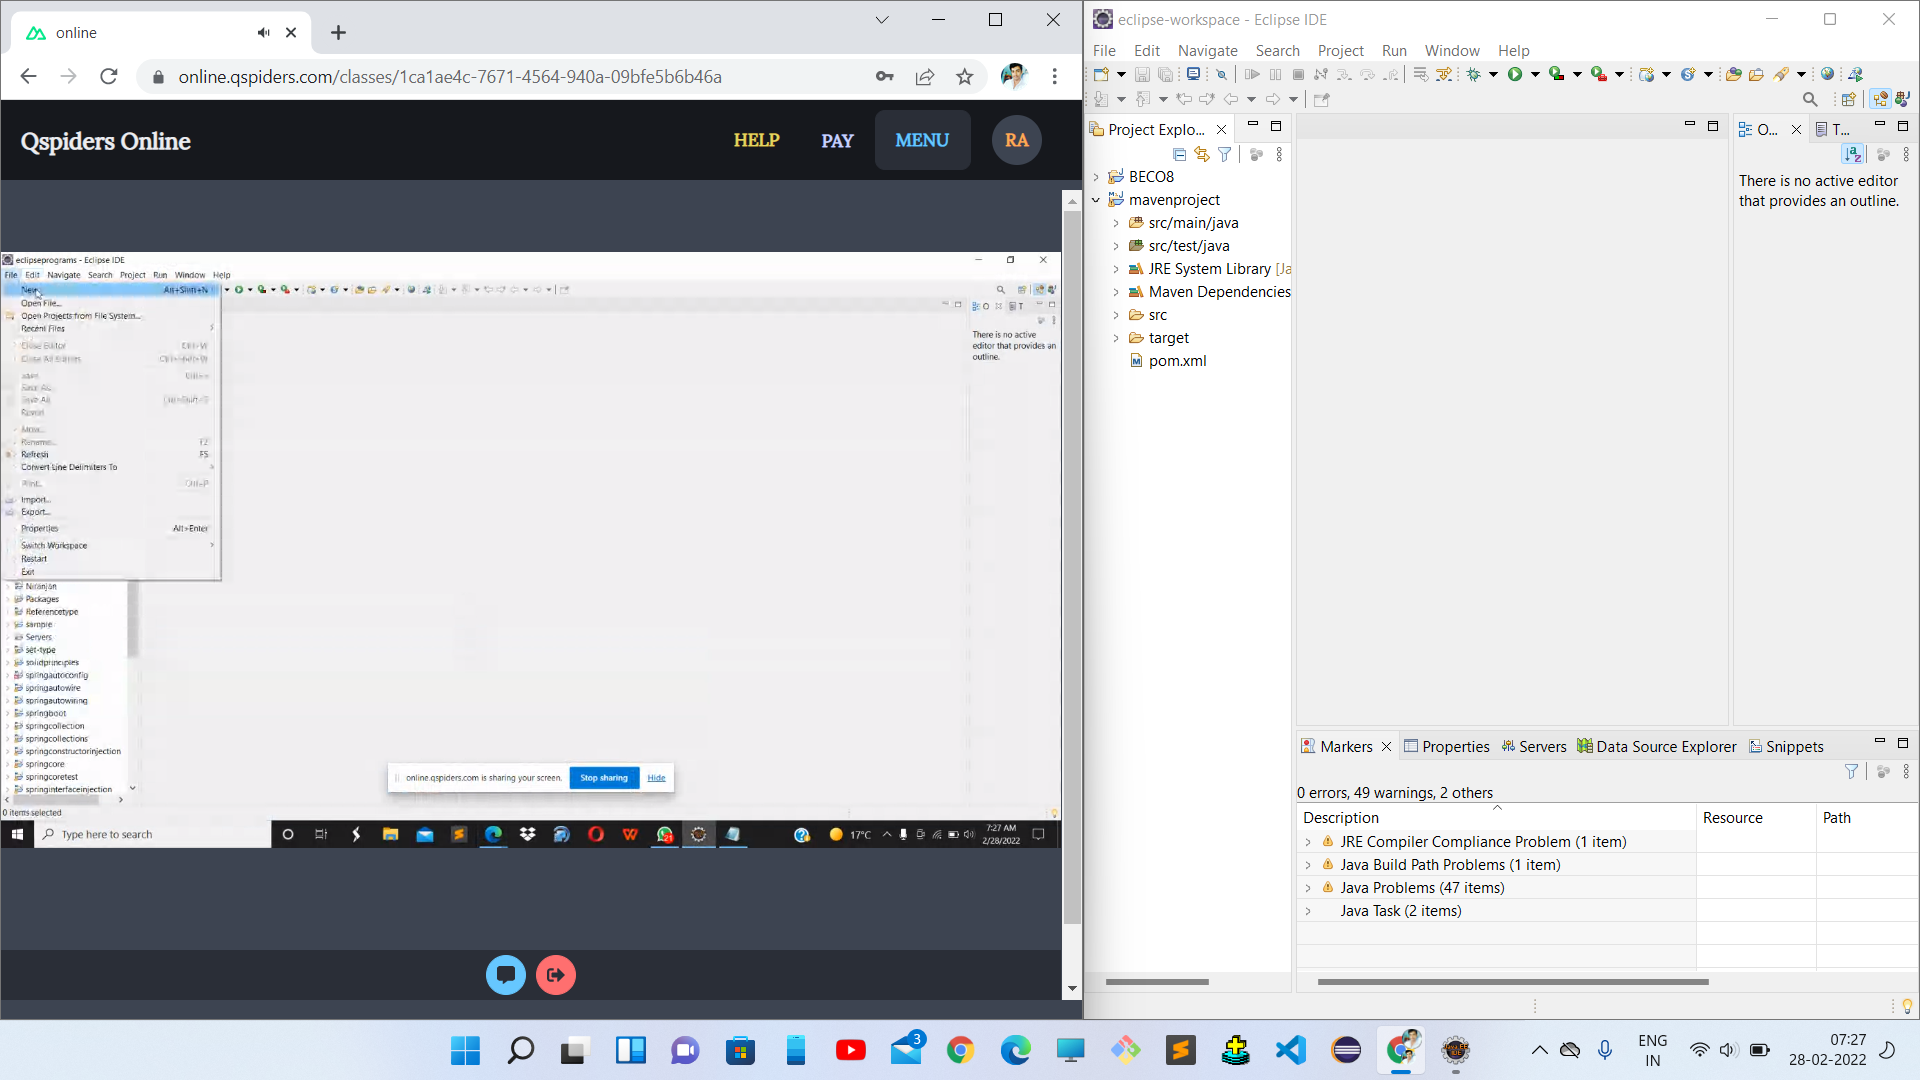 online
online.qspiders.com/classes/1ca1ae4c-7671-4564-940a-09bfe5b6b46a
Qspiders Online
HELP
PAY
MENU
RA
eclipseprograms - Eclipse IDE
File Edit Navigate Search Project Run Window Help
New Alt+Shift+N
Open File...
Open Projects from File System...
Recent Files
Close Editor Ctrl+W
Close All Editors Ctrl+Shift+W
Save Ctrl+S
Save As...
Save All Ctrl+Shift+S
Revert
Move...
Rename... F2
Refresh F5
Convert Line Delimiters To
Print... Ctrl+P
Import...
Export...
Properties Alt+Enter
Switch Workspace
Restart
Exit
Niranjan
Packages
Referencetype
sample
Servers
set-type
solidprinciples
springautoconfig
springautowire
springautowiring
springboot
springcollection
springcollections
springconstructorinjection
springcore
springcoretest
springinterfaceinjection
0 items selected
O
T
There is no active
editor that provides an
outline.
online.qspiders.com is sharing your screen.
Stop sharing
Hide
Type here to search
17°C
7:27 AM
2/28/2022
eclipse-workspace - Eclipse IDE
File Edit Navigate Search Project Run Window Help
Project Explo...
BECO8
mavenproject
src/main/java
src/test/java
JRE System Library [Ja
Maven Dependencies
src
target
pom.xml
O...
T...
There is no active editor
that provides an outline.
Markers
Properties
Servers
Data Source Explorer
Snippets
0 errors, 49 warnings, 2 others
Description Resource Path
JRE Compiler Compliance Problem (1 item)
Java Build Path Problems (1 item)
Java Problems (47 items)
Java Task (2 items)
3
ENG
IN
07:27
28-02-2022